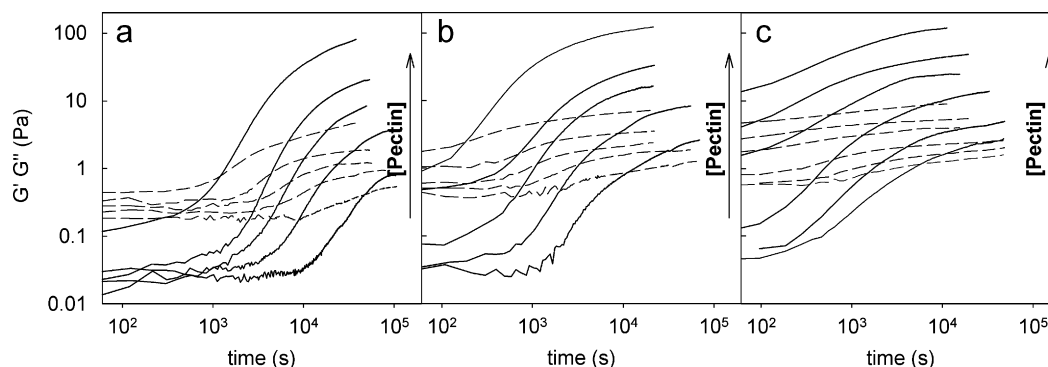 a
b
c
G' G" (Pa)
100
10
1
0.1
0.01
[Pectin]
[Pectin]
[Pectin]
10² 10³ 10⁴ 10⁵
10² 10³ 10⁴ 10⁵
10² 10³ 10⁴ 10⁵
time (s)
time (s)
time (s)